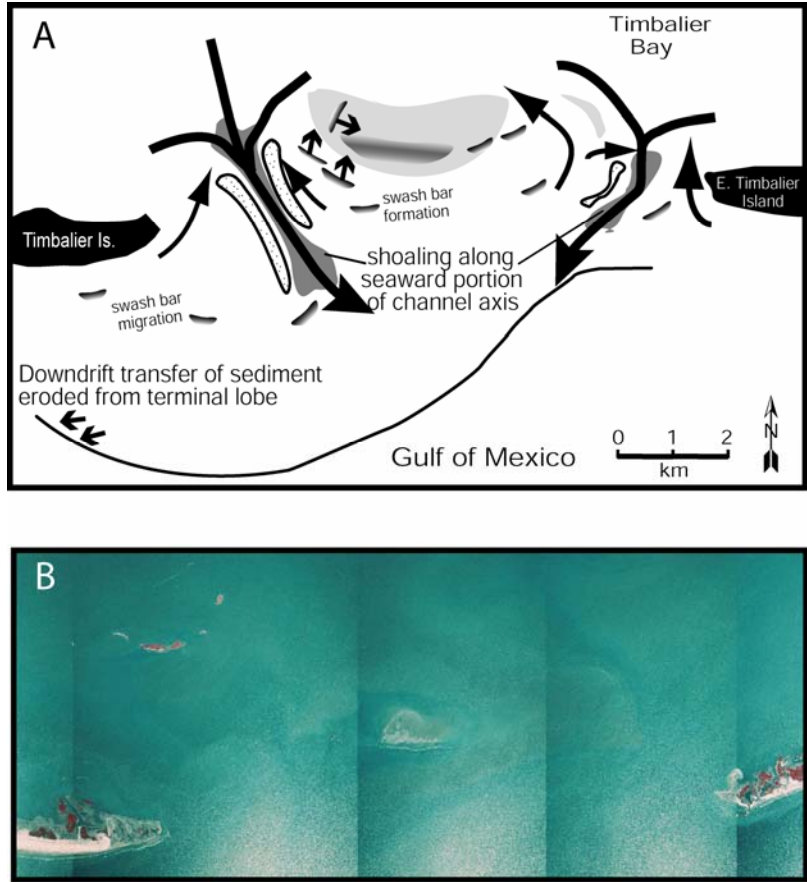 A
Timbalier
Bay
E. Timbalier
Island
Timbalier Is.
swash bar
formation
shoaling along
seaward portion
of channel axis
swash bar
migration
Downdrift transfer of sediment
eroded from terminal lobe
Gulf of Mexico
0 1 2
km
N
B